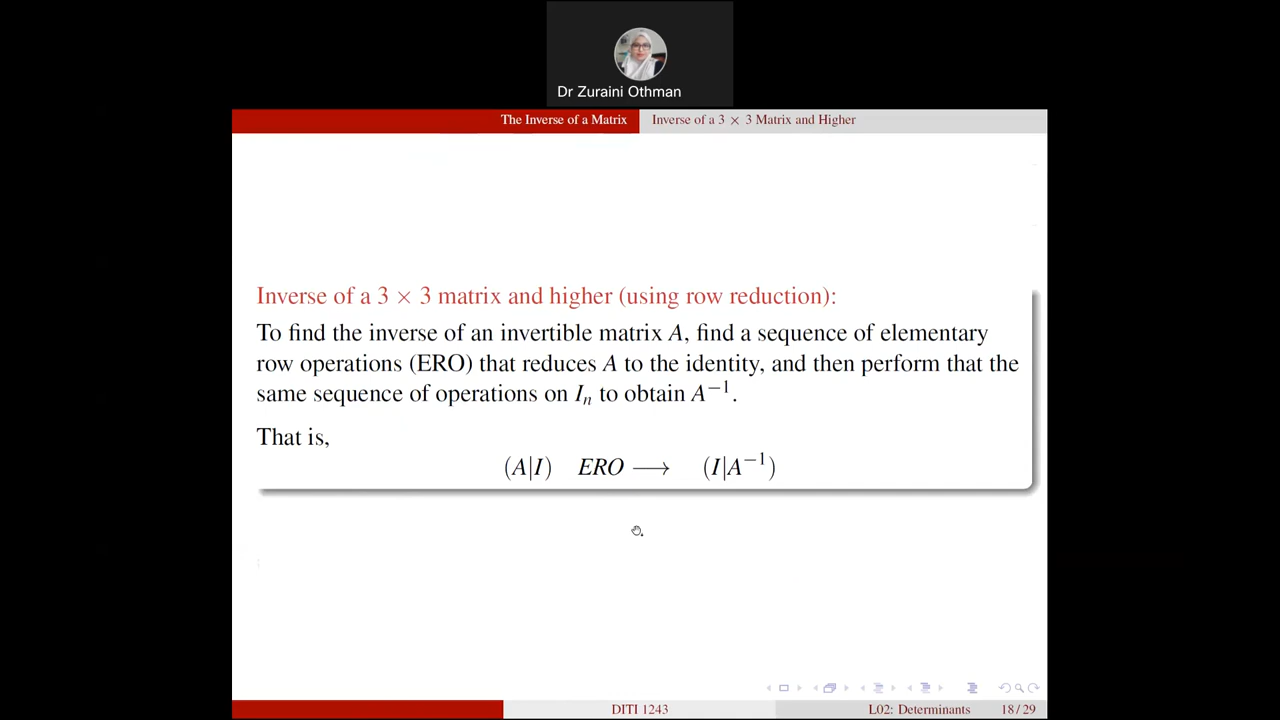 Dr Zuraini Othman
The Inverse of a Matrix Inverse of a 3 × 3 Matrix and Higher
Inverse of a 3 × 3 matrix and higher (using row reduction):
To find the inverse of an invertible matrix A, find a sequence of elementary
row operations (ERO) that reduces A to the identity, and then perform that the
same sequence of operations on Iₙ to obtain A⁻¹.
That is,
(A|I) ERO ⟶ (I|A⁻¹)
DITI 1243 L02: Determinants 18 / 29